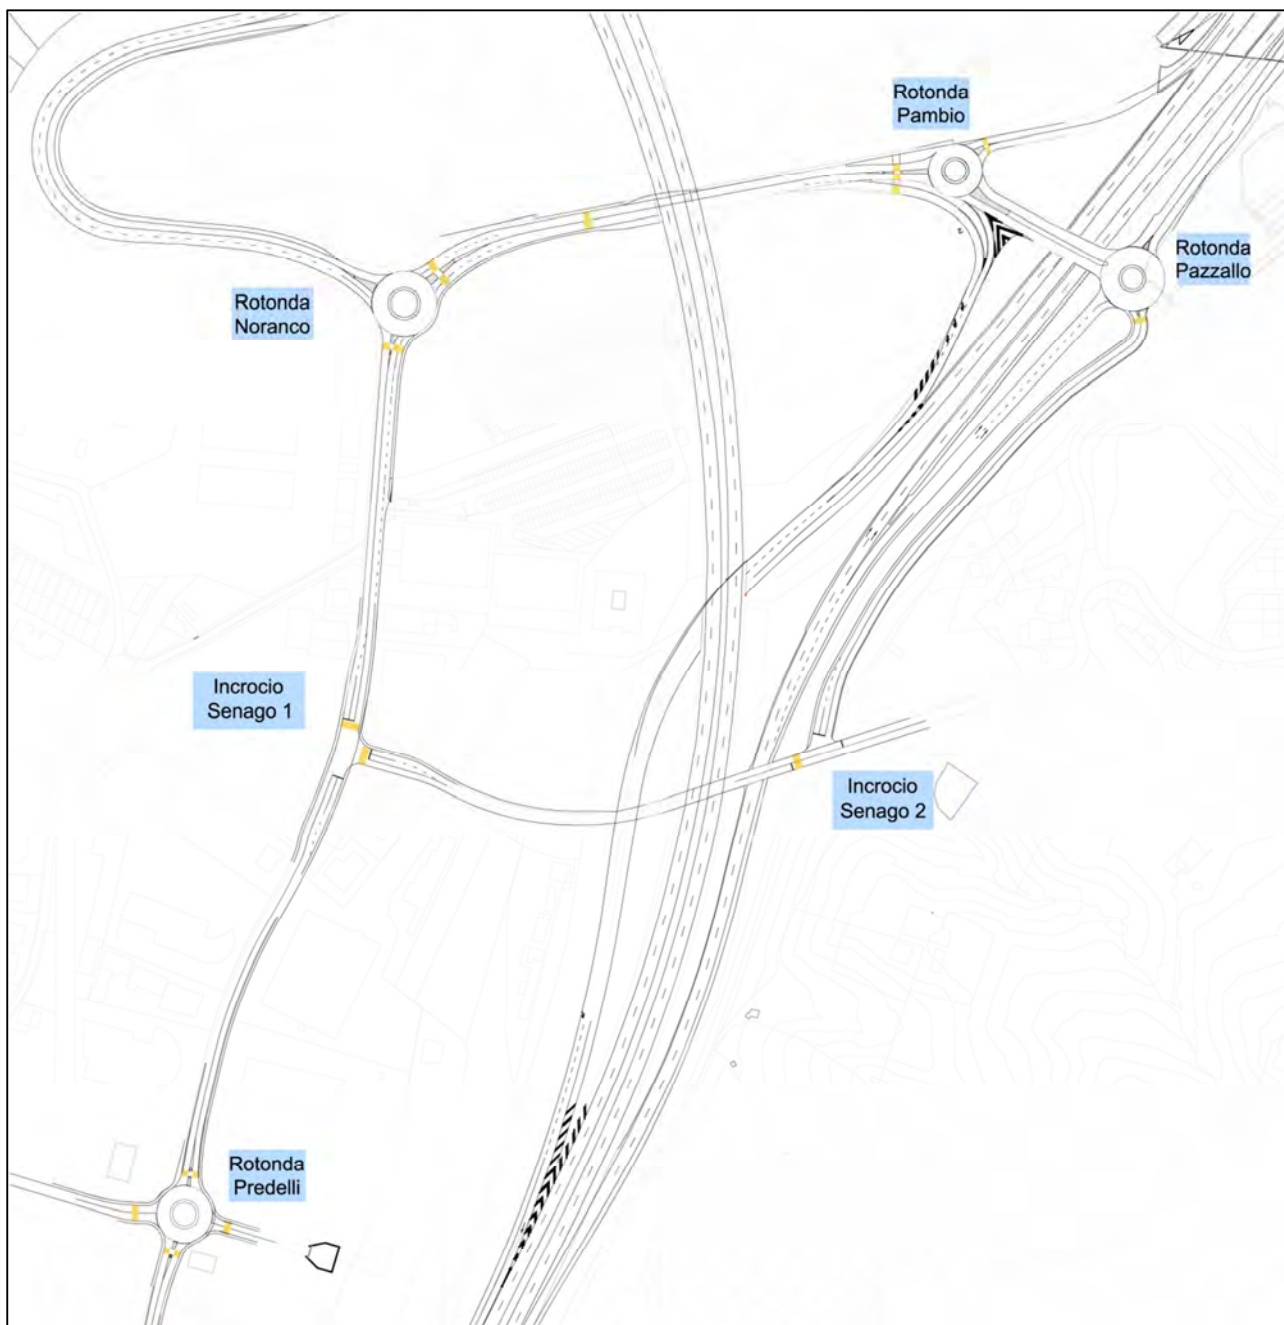 Rotonda
Pambio
Rotonda
Pazzallo
Rotonda
Noranco
Incrocio
Senago 1
Incrocio
Senago 2
Rotonda
Predelli